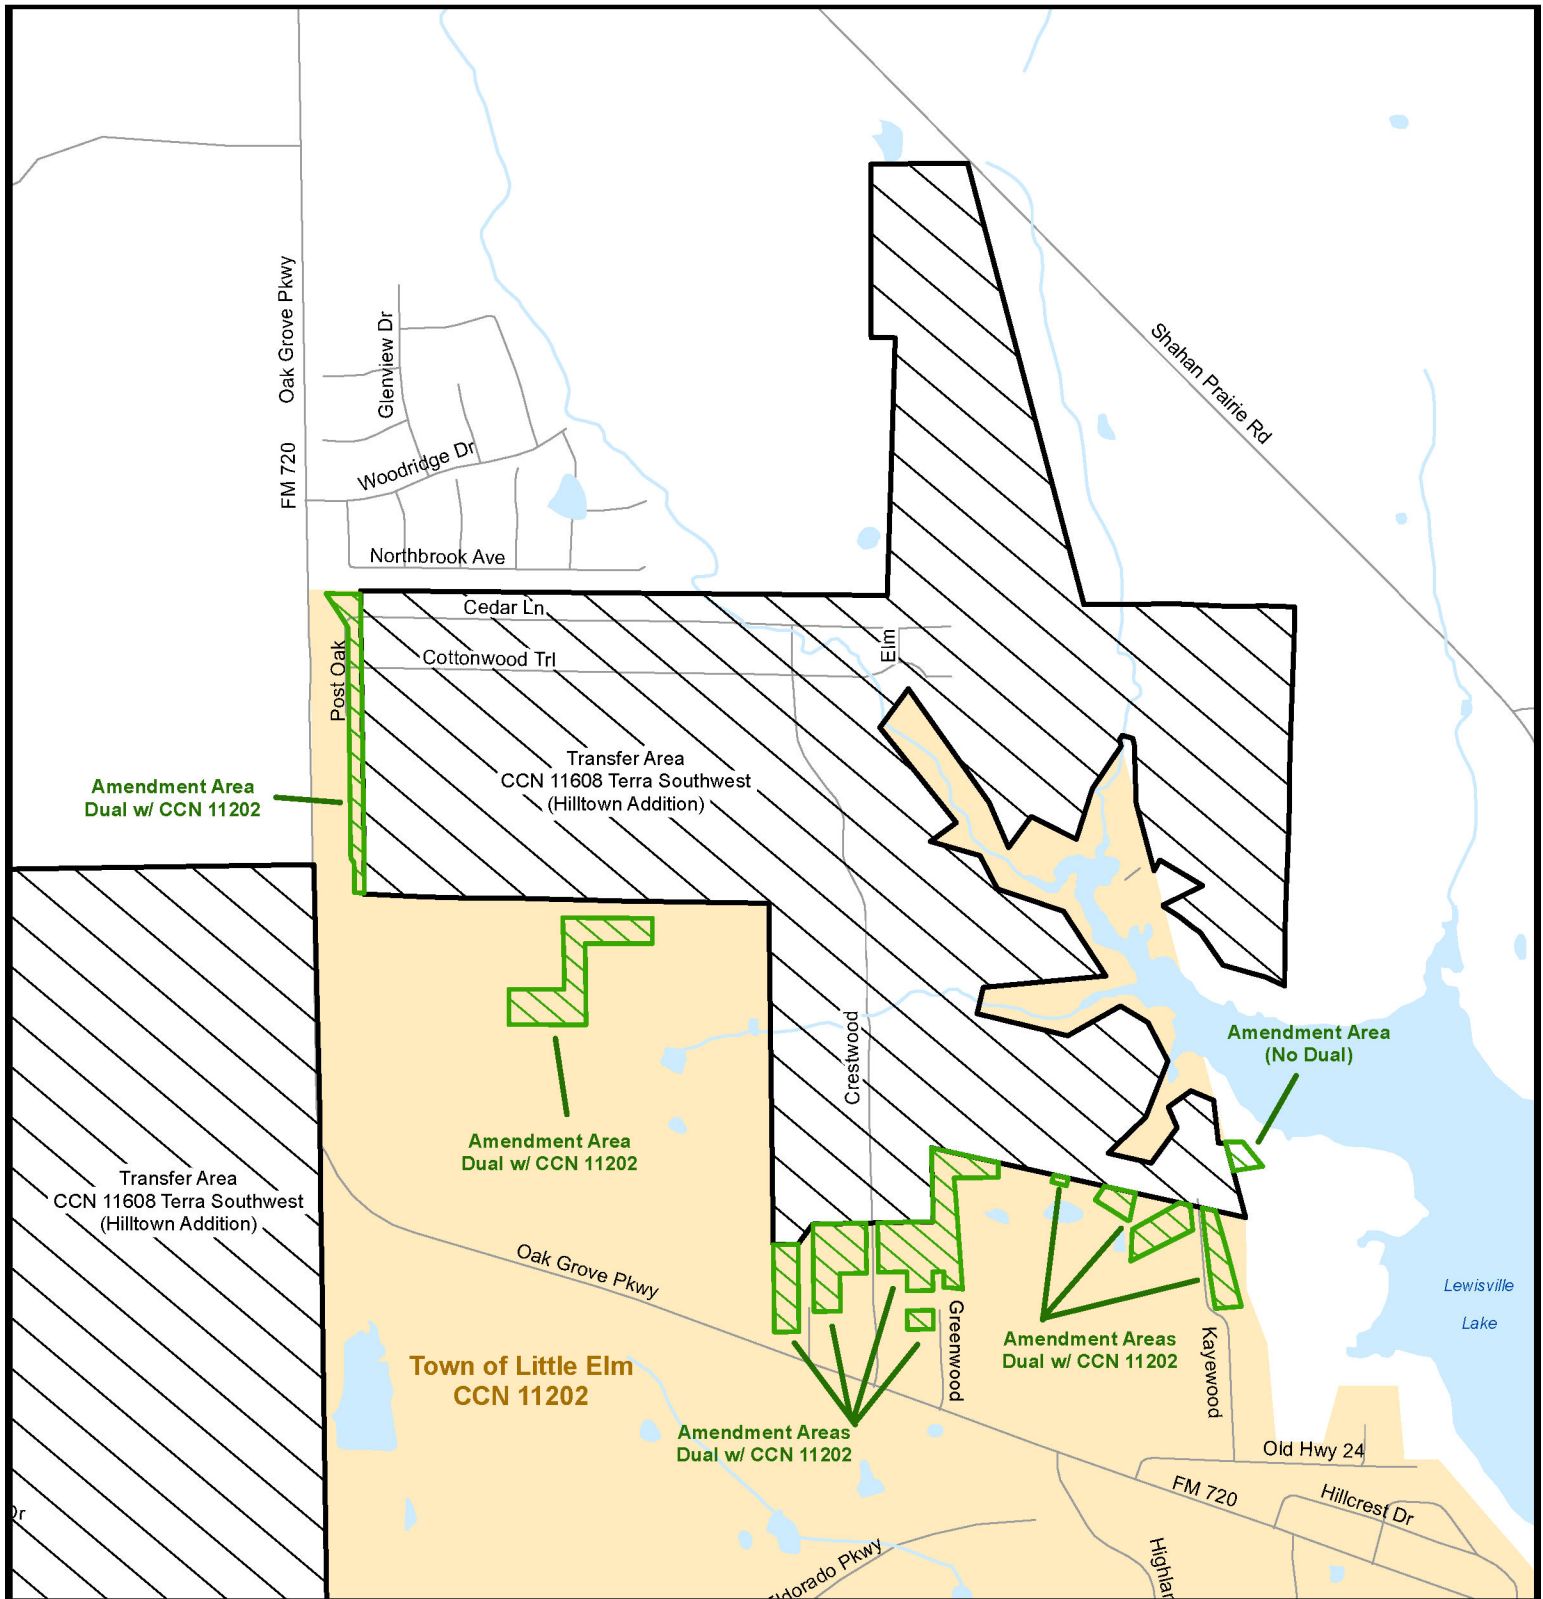 Oak Grove Pkwy
FM 720
Glenview Dr
Woodridge Dr
Northbrook Ave
Shahan Prairie Rd
Cedar Ln
Cottonwood Trl
Elm
Post Oak
Transfer Area
CCN 11608 Terra Southwest
(Hilltown Addition)
Amendment Area
Dual w/ CCN 11202
Crestwood
Amendment Area
(No Dual)
Amendment Area
Dual w/ CCN 11202
Transfer Area
CCN 11608 Terra Southwest
(Hilltown Addition)
Oak Grove Pkwy
Greenwood
Lewisville
Lake
Kayewood
Amendment Areas
Dual w/ CCN 11202
Town of Little Elm
CCN 11202
Amendment Areas
Dual w/ CCN 11202
Old Hwy 24
FM 720
Hillcrest Dr
Dr
ldorado Pkwy
Highlan